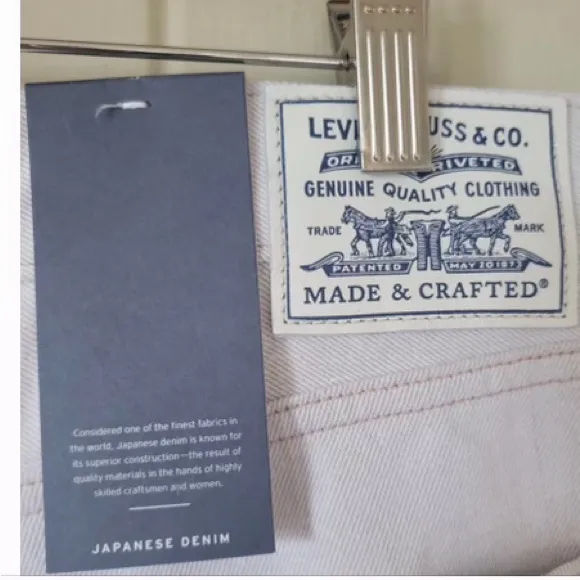 Considered one of the finest fabrics in
the world, Japanese denim is known for
its superior construction—the result of
quality materials in the hands of highly
skilled craftsmen and women.
JAPANESE DENIM
USS & CO.
RIVETED
GENUINE QUALITY CLOTHING
TRADE MARK
PATENTED MAY 20 187
MADE & CRAFTED®